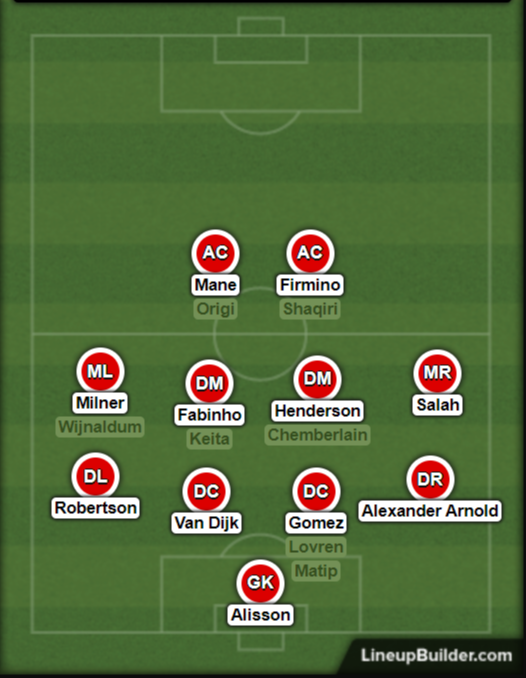 AC AC
Mane Firmino
Origi Shaqiri
ML DM DM MR
Milner Fabinho Henderson Salah
Wijnaldum Keita Chemberlain
DL DC DC DR
Robertson Van Dijk Gomez Alexander Arnold
Lovren
Matip
GK
Alisson
LineupBuilder.com